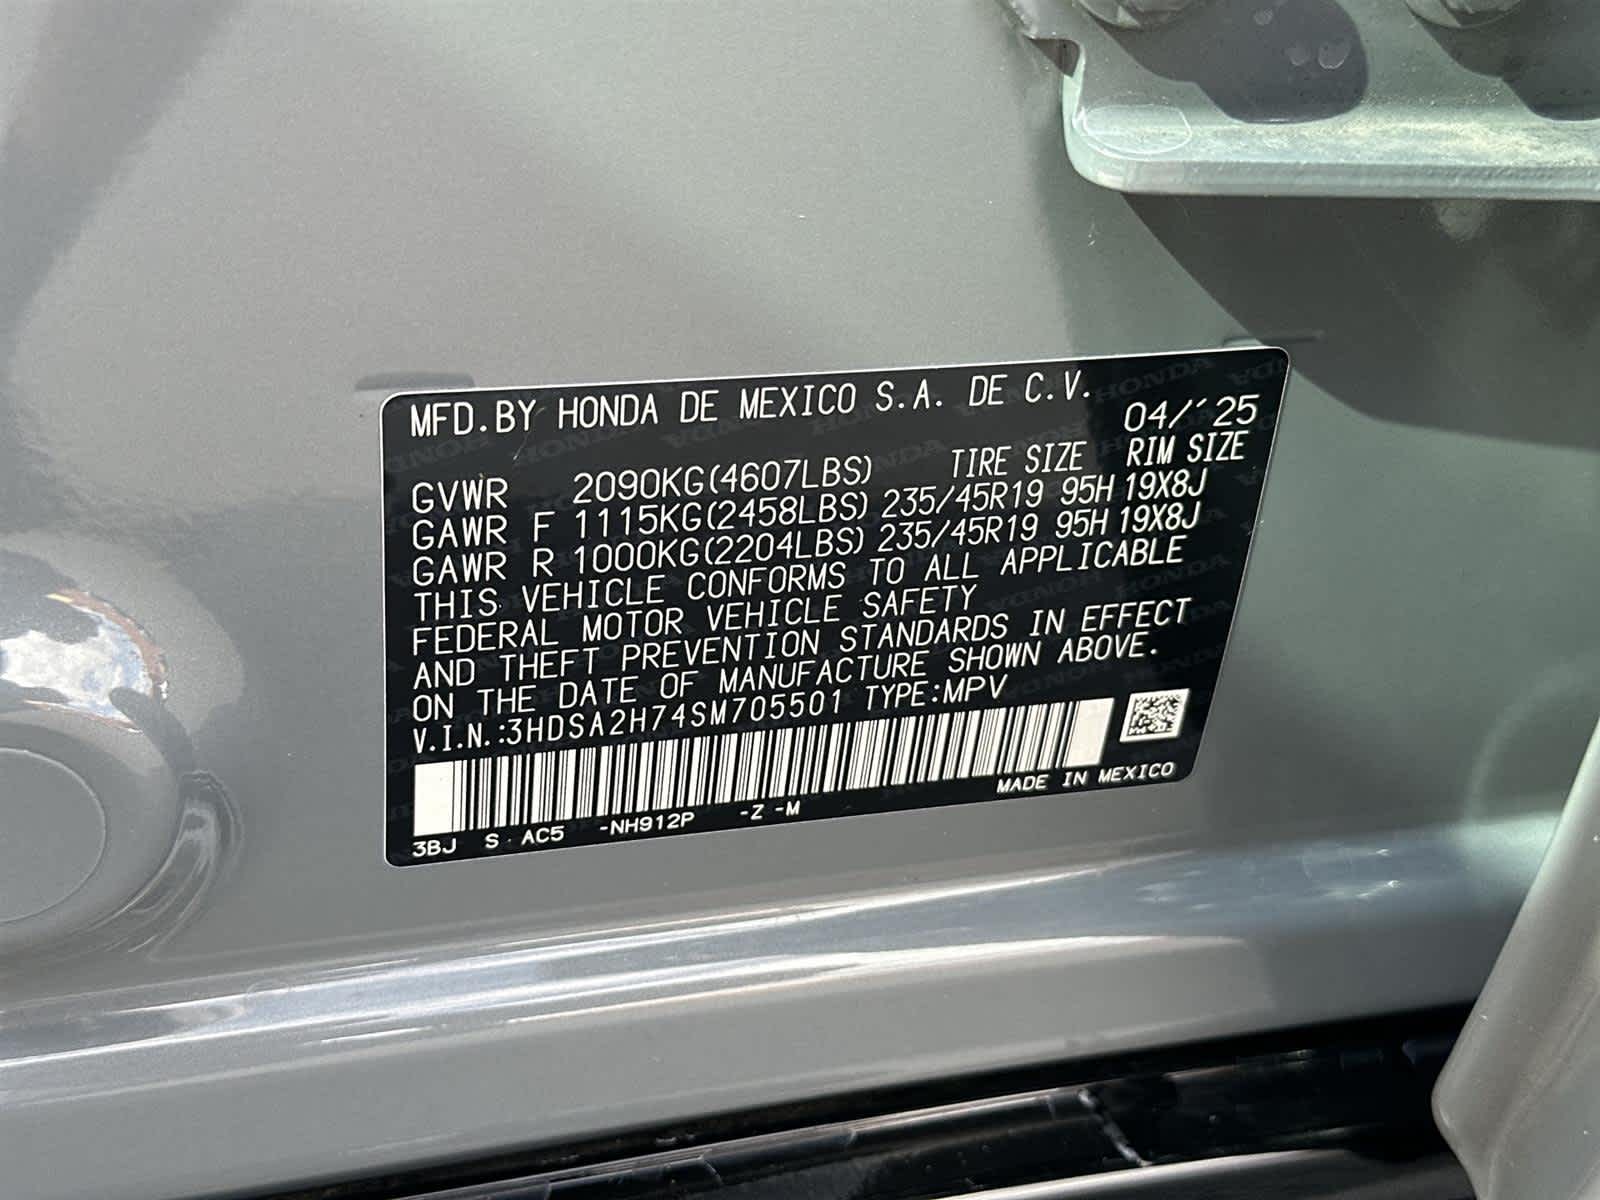 MFD.BY HONDA DE MEXICO S.A. DE C.V.
04/´25
GVWR 2090KG(4607LBS) TIRE SIZE RIM SIZE
GAWR F 1115KG(2458LBS) 235/45R19 95H 19X8J
GAWR R 1000KG(2204LBS) 235/45R19 95H 19X8J
THIS VEHICLE CONFORMS TO ALL APPLICABLE
FEDERAL MOTOR VEHICLE SAFETY
AND THEFT PREVENTION STANDARDS IN EFFECT
ON THE DATE OF MANUFACTURE SHOWN ABOVE.
V.I.N.:3HDSA2H74SM705501 TYPE:MPV
MADE IN MEXICO
3BJ S AC5 -NH912P -Z -M